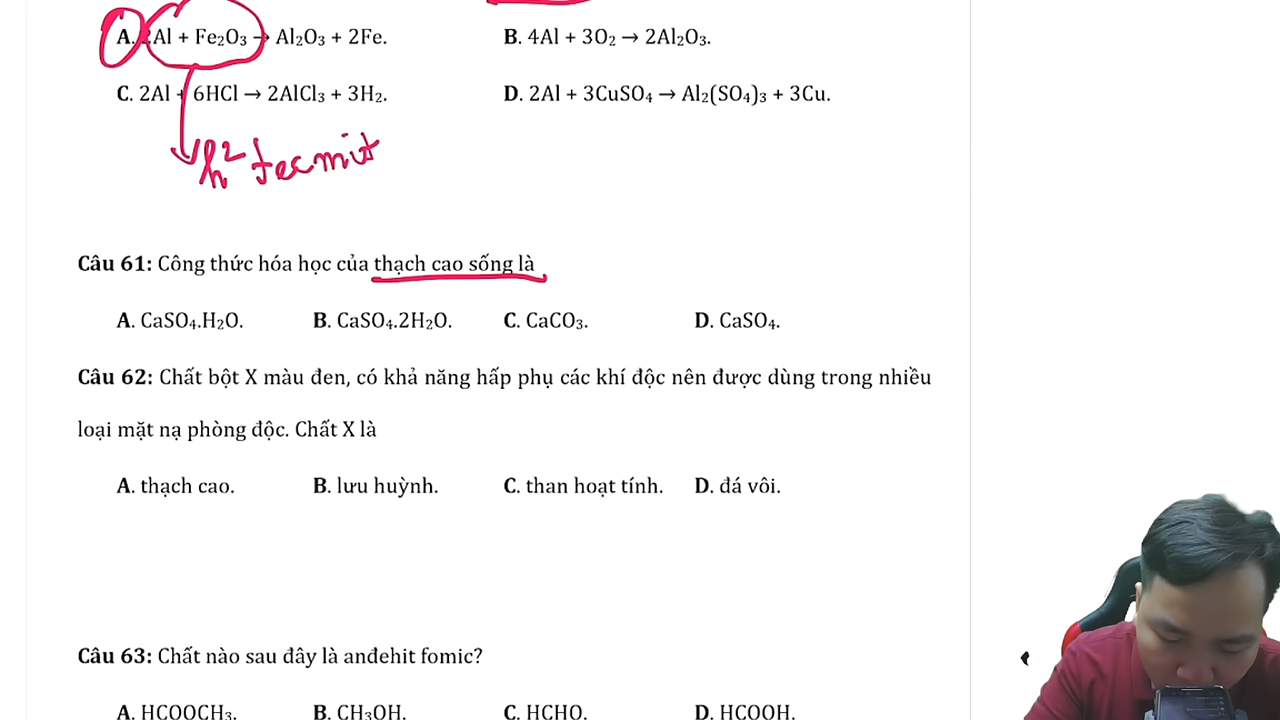 A. 2Al + Fe₂O₃ → Al₂O₃ + 2Fe. B. 4Al + 3O₂ → 2Al₂O₃.
C. 2Al + 6HCl → 2AlCl₃ + 3H₂. D. 2Al + 3CuSO₄ → Al₂(SO₄)₃ + 3Cu.
h² tecmit
Câu 61: Công thức hóa học của thạch cao sống là
A. CaSO₄.H₂O. B. CaSO₄.2H₂O. C. CaCO₃. D. CaSO₄.
Câu 62: Chất bột X màu đen, có khả năng hấp phụ các khí độc nên được dùng trong nhiều
loại mặt nạ phòng độc. Chất X là
A. thạch cao. B. lưu huỳnh. C. than hoạt tính. D. đá vôi.
Câu 63: Chất nào sau đây là anđehit fomic?
A. HCOOCH₃. B. CH₃OH. C. HCHO. D. HCOOH.